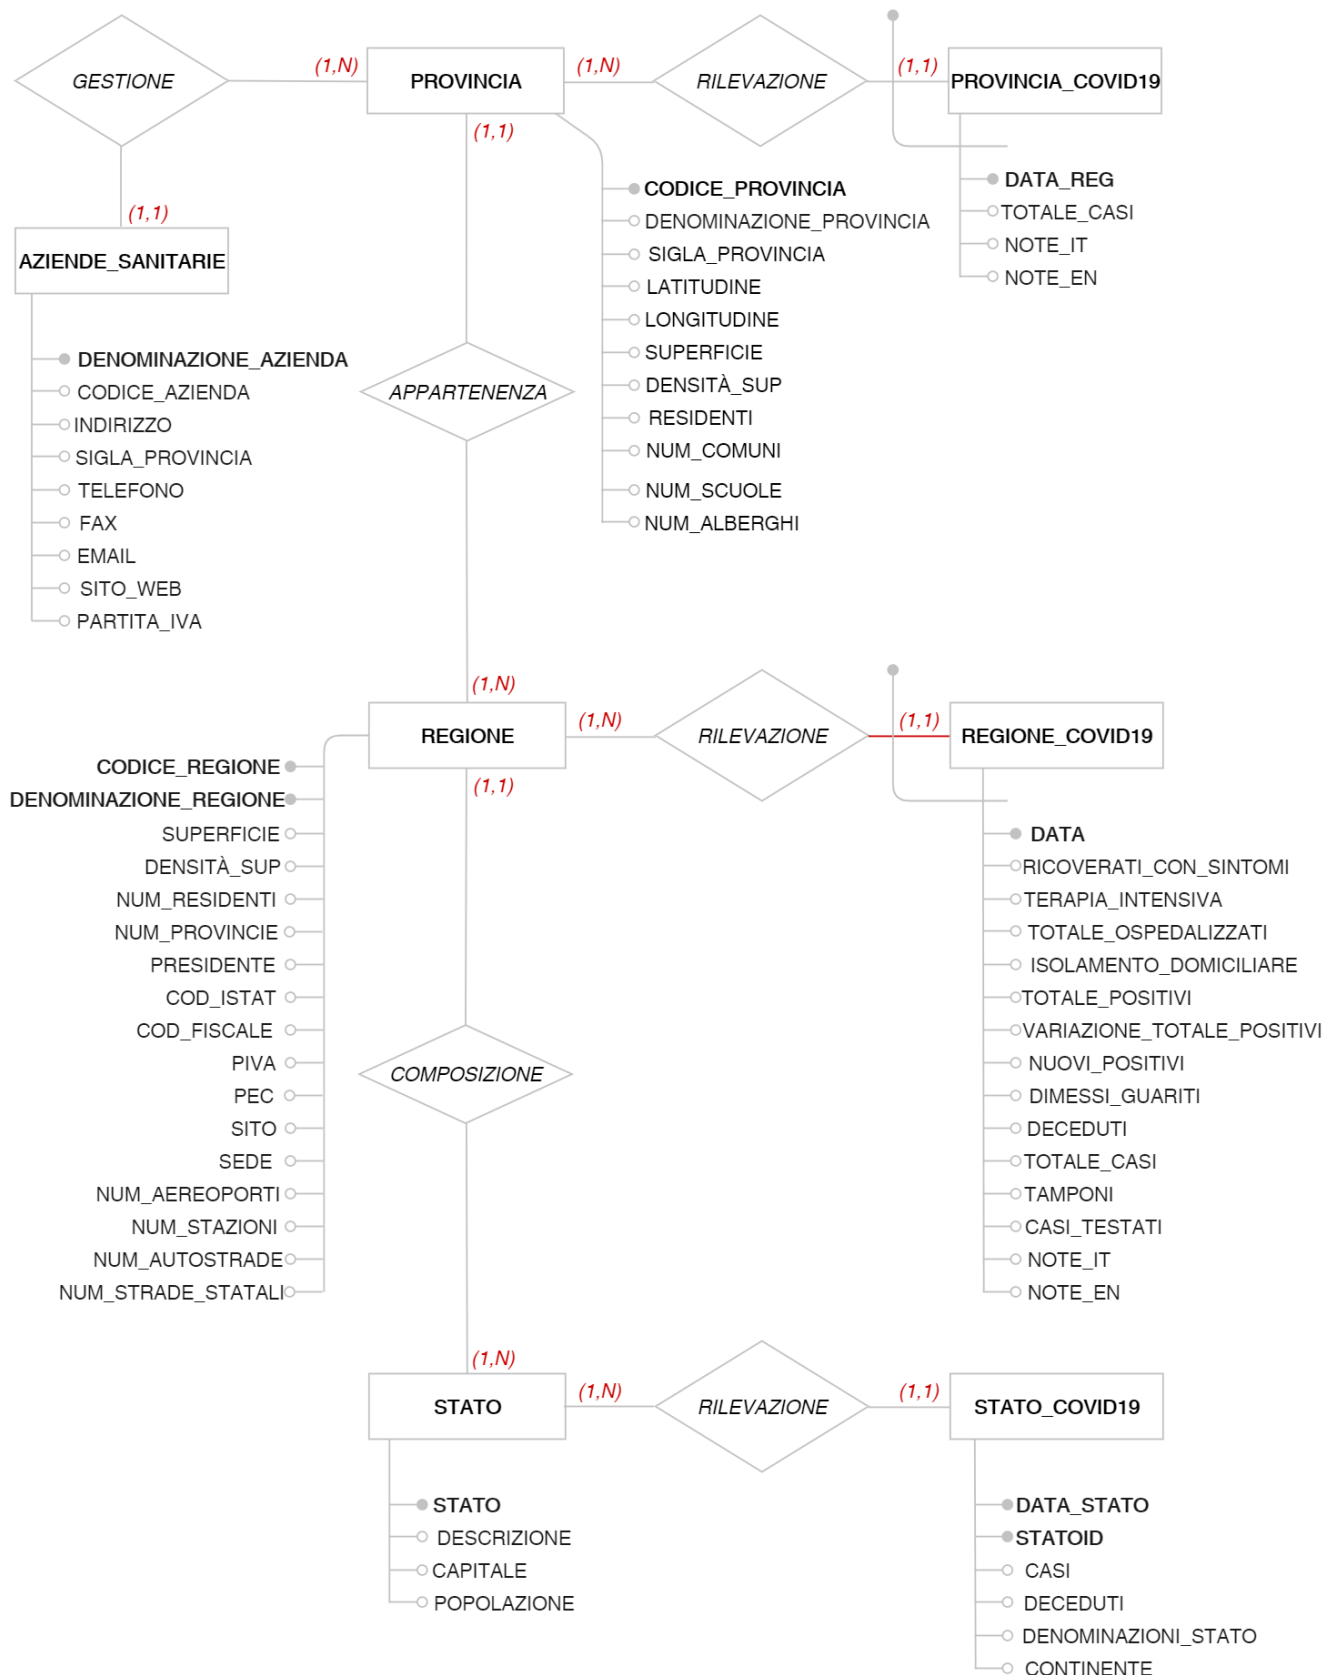 GESTIONE
(1,N)
PROVINCIA
(1,N)
RILEVAZIONE
(1,1)
PROVINCIA_COVID19
(1,1)
DATA_REG
TOTALE_CASI
NOTE_IT
NOTE_EN
CODICE_PROVINCIA
DENOMINAZIONE_PROVINCIA
SIGLA_PROVINCIA
LATITUDINE
LONGITUDINE
SUPERFICIE
DENSITÀ_SUP
RESIDENTI
NUM_COMUNI
NUM_SCUOLE
NUM_ALBERGHI
(1,1)
AZIENDE_SANITARIE
DENOMINAZIONE_AZIENDA
CODICE_AZIENDA
INDIRIZZO
SIGLA_PROVINCIA
TELEFONO
FAX
EMAIL
SITO_WEB
PARTITA_IVA
APPARTENENZA
(1,N)
REGIONE
(1,N)
RILEVAZIONE
(1,1)
REGIONE_COVID19
(1,1)
CODICE_REGIONE
DENOMINAZIONE_REGIONE
SUPERFICIE
DENSITÀ_SUP
NUM_RESIDENTI
NUM_PROVINCIE
PRESIDENTE
COD_ISTAT
COD_FISCALE
PIVA
PEC
SITO
SEDE
NUM_AEREOPORTI
NUM_STAZIONI
NUM_AUTOSTRADE
NUM_STRADE_STATALI
DATA
RICOVERATI_CON_SINTOMI
TERAPIA_INTENSIVA
TOTALE_OSPEDALIZZATI
ISOLAMENTO_DOMICILIARE
TOTALE_POSITIVI
VARIAZIONE_TOTALE_POSITIVI
NUOVI_POSITIVI
DIMESSI_GUARITI
DECEDUTI
TOTALE_CASI
TAMPONI
CASI_TESTATI
NOTE_IT
NOTE_EN
COMPOSIZIONE
(1,N)
STATO
(1,N)
RILEVAZIONE
(1,1)
STATO_COVID19
STATO
DESCRIZIONE
CAPITALE
POPOLAZIONE
DATA_STATO
STATOID
CASI
DECEDUTI
DENOMINAZIONI_STATO
CONTINENTE